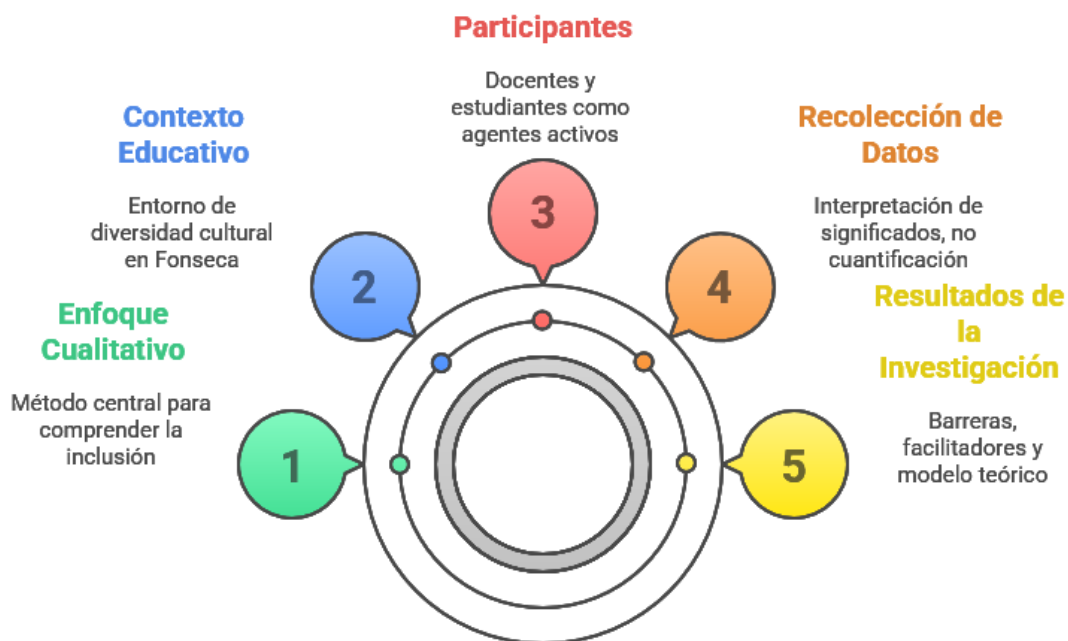 Participantes
Docentes y
estudiantes como
agentes activos
Contexto
Educativo
Entorno de
diversidad cultural
en Fonseca
Recolección de
Datos
Interpretación de
significados, no
cuantificación
Enfoque
Cualitativo
Método central para
comprender la
inclusión
Resultados de
la
Investigación
Barreras,
facilitadores y
modelo teórico
1
2
3
4
5